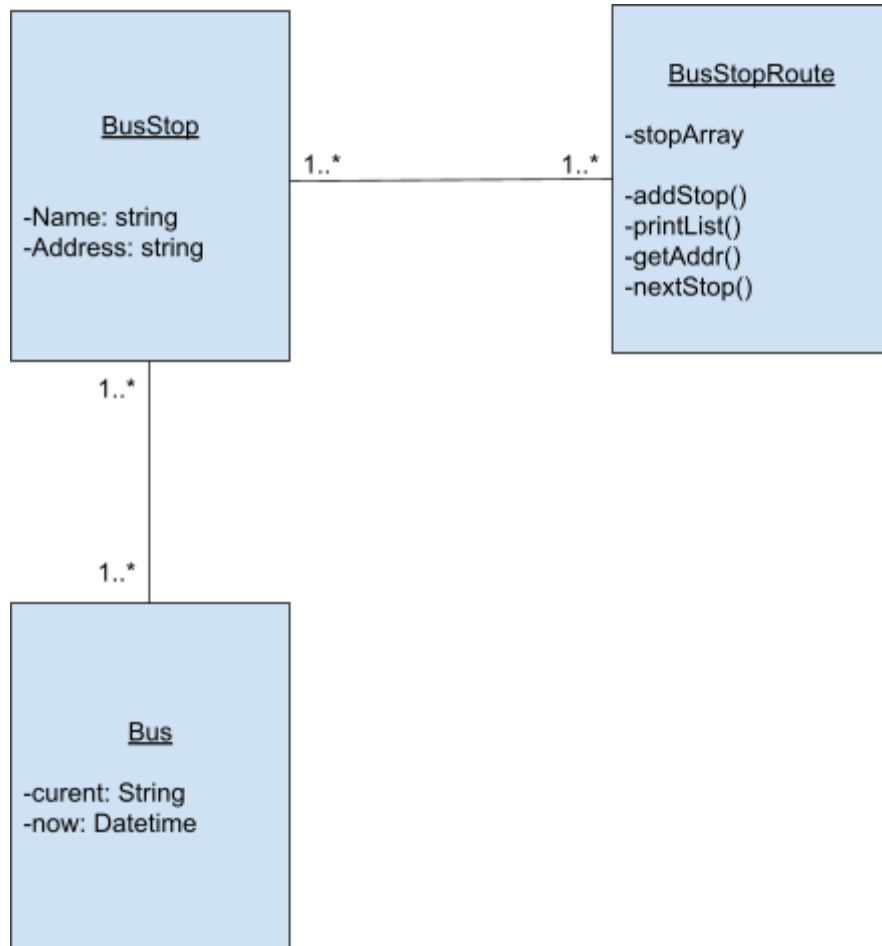 BusStop
-Name: string
-Address: string
1..*
1..*
BusStopRoute
-stopArray
-addStop()
-printList()
-getAddr()
-nextStop()
1..*
1..*
Bus
-curent: String
-now: Datetime